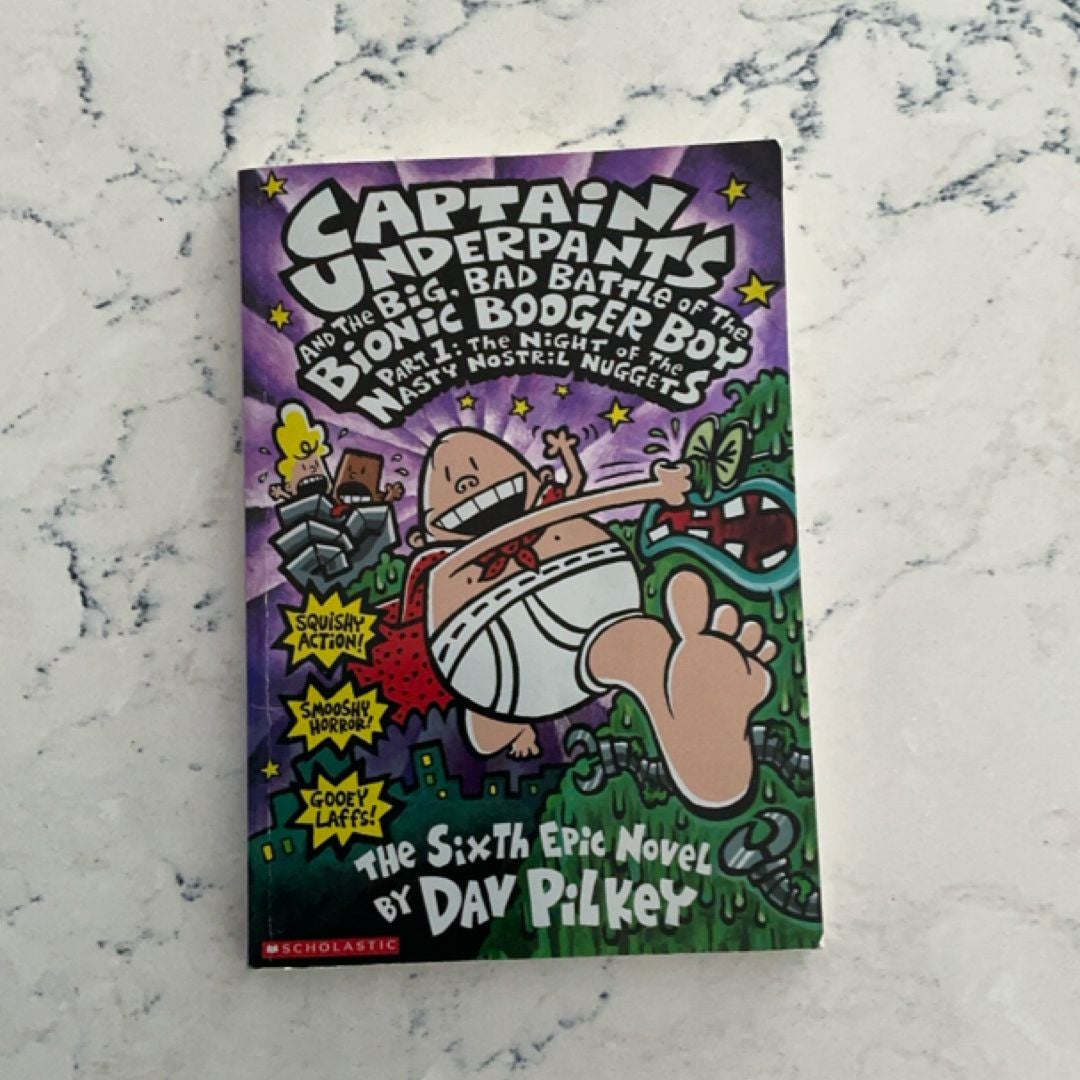 CAPTAIN
UNDERPANTS
AND THE BIG, BAD BATTLE OF THE
BIONIC BOOGER BOY
PART 1: THE NIGHT OF THE
NASTY NOSTRIL NUGGETS
SQUISHY
ACTION!
SMOOSHY
HORROR!
GOOEY
LAFFS!
THE SIXTH EPIC NOVEL
BY DAV PILKEY
SCHOLASTIC